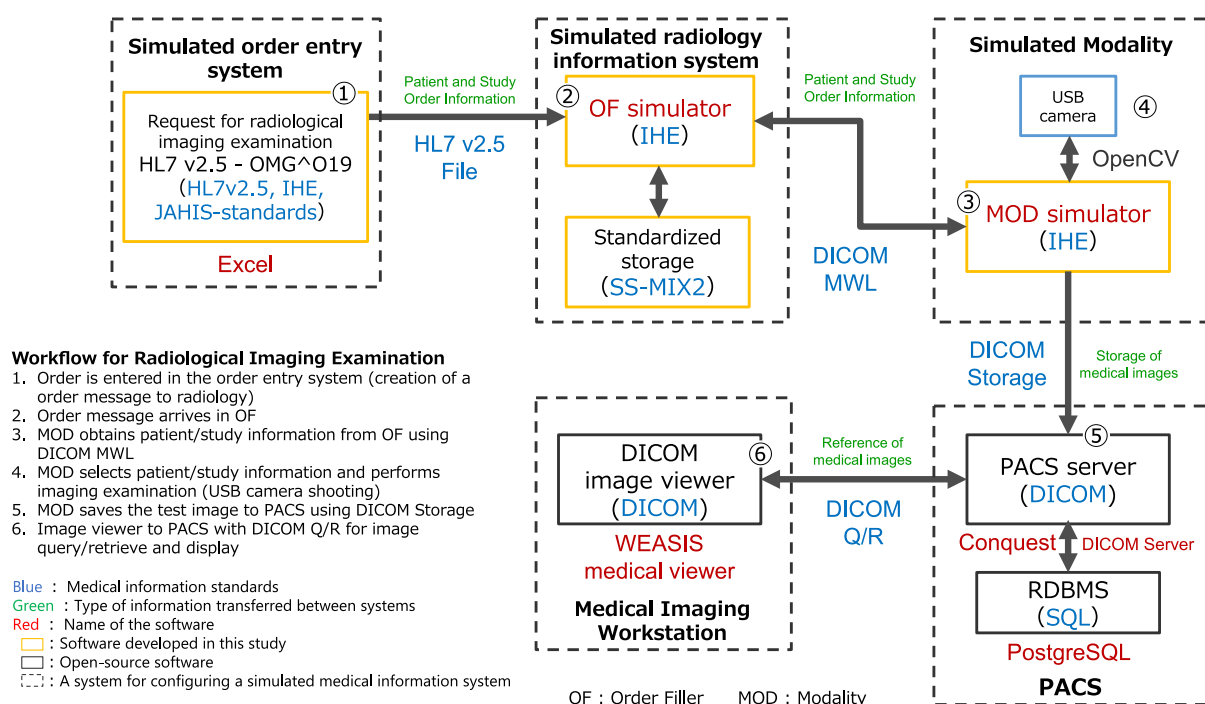 Simulated order entry
system
①
Request for radiological
imaging examination
HL7 v2.5 - OMG^O19
(HL7v2.5, IHE,
JAHIS-standards)
Excel
Patient and Study
Order Information
HL7 v2.5
File
Simulated radiology
information system
②
OF simulator
(IHE)
Standardized
storage
(SS-MIX2)
Patient and Study
Order Information
DICOM
MWL
Simulated Modality
USB
camera
④
OpenCV
③
MOD simulator
(IHE)
DICOM
Storage
Storage of
medical images
Workflow for Radiological Imaging Examination
1. Order is entered in the order entry system (creation of a
order message to radiology)
2. Order message arrives in OF
3. MOD obtains patient/study information from OF using
DICOM MWL
4. MOD selects patient/study information and performs
imaging examination (USB camera shooting)
5. MOD saves the test image to PACS using DICOM Storage
6. Image viewer to PACS with DICOM Q/R for image
query/retrieve and display
Blue : Medical information standards
Green : Type of information transferred between systems
Red : Name of the software
: Software developed in this study
: Open-source software
: A system for configuring a simulated medical information system
⑥
DICOM
image viewer
(DICOM)
WEASIS
medical viewer
Medical Imaging
Workstation
Reference of
medical images
DICOM
Q/R
⑤
PACS server
(DICOM)
Conquest DICOM Server
RDBMS
(SQL)
PostgreSQL
PACS
OF : Order Filler MOD : Modality